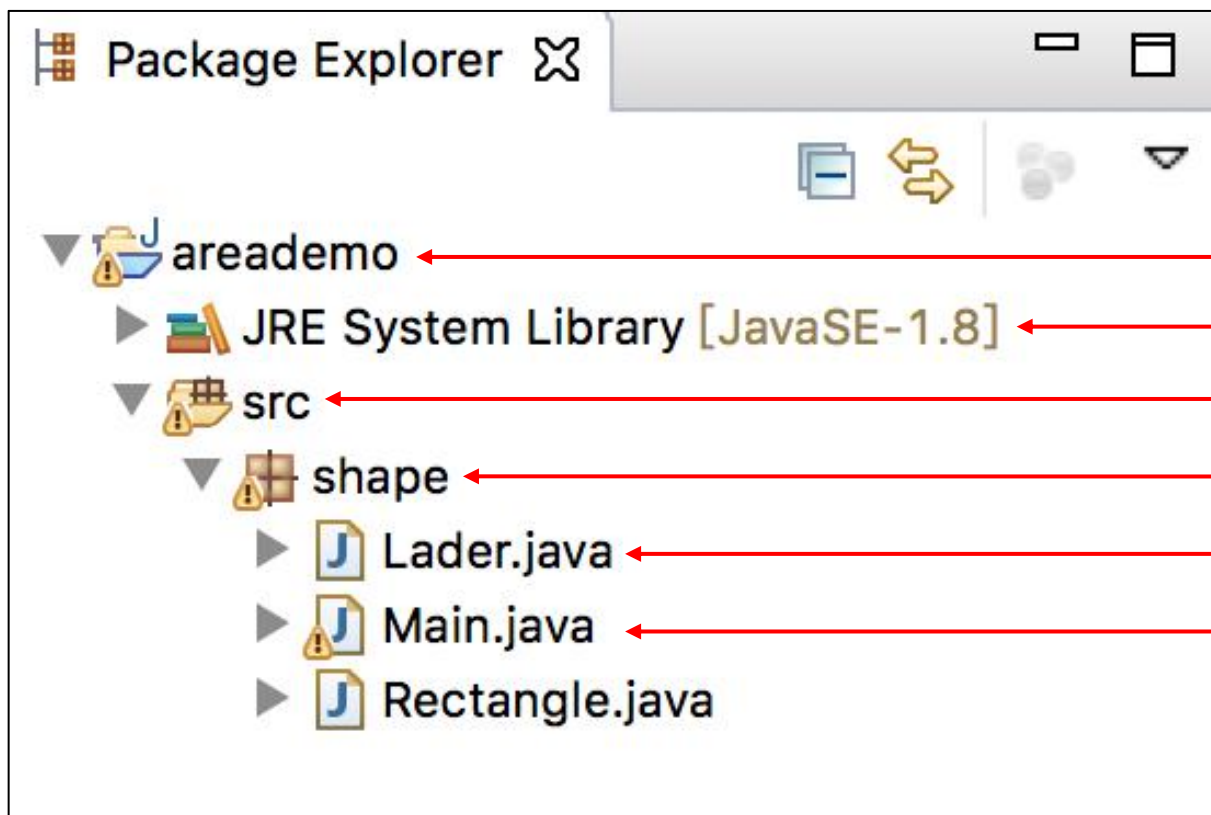 Package Explorer
areademo
JRE System Library [JavaSE-1.8]
src
shape
Lader.java
Main.java
Rectangle.java